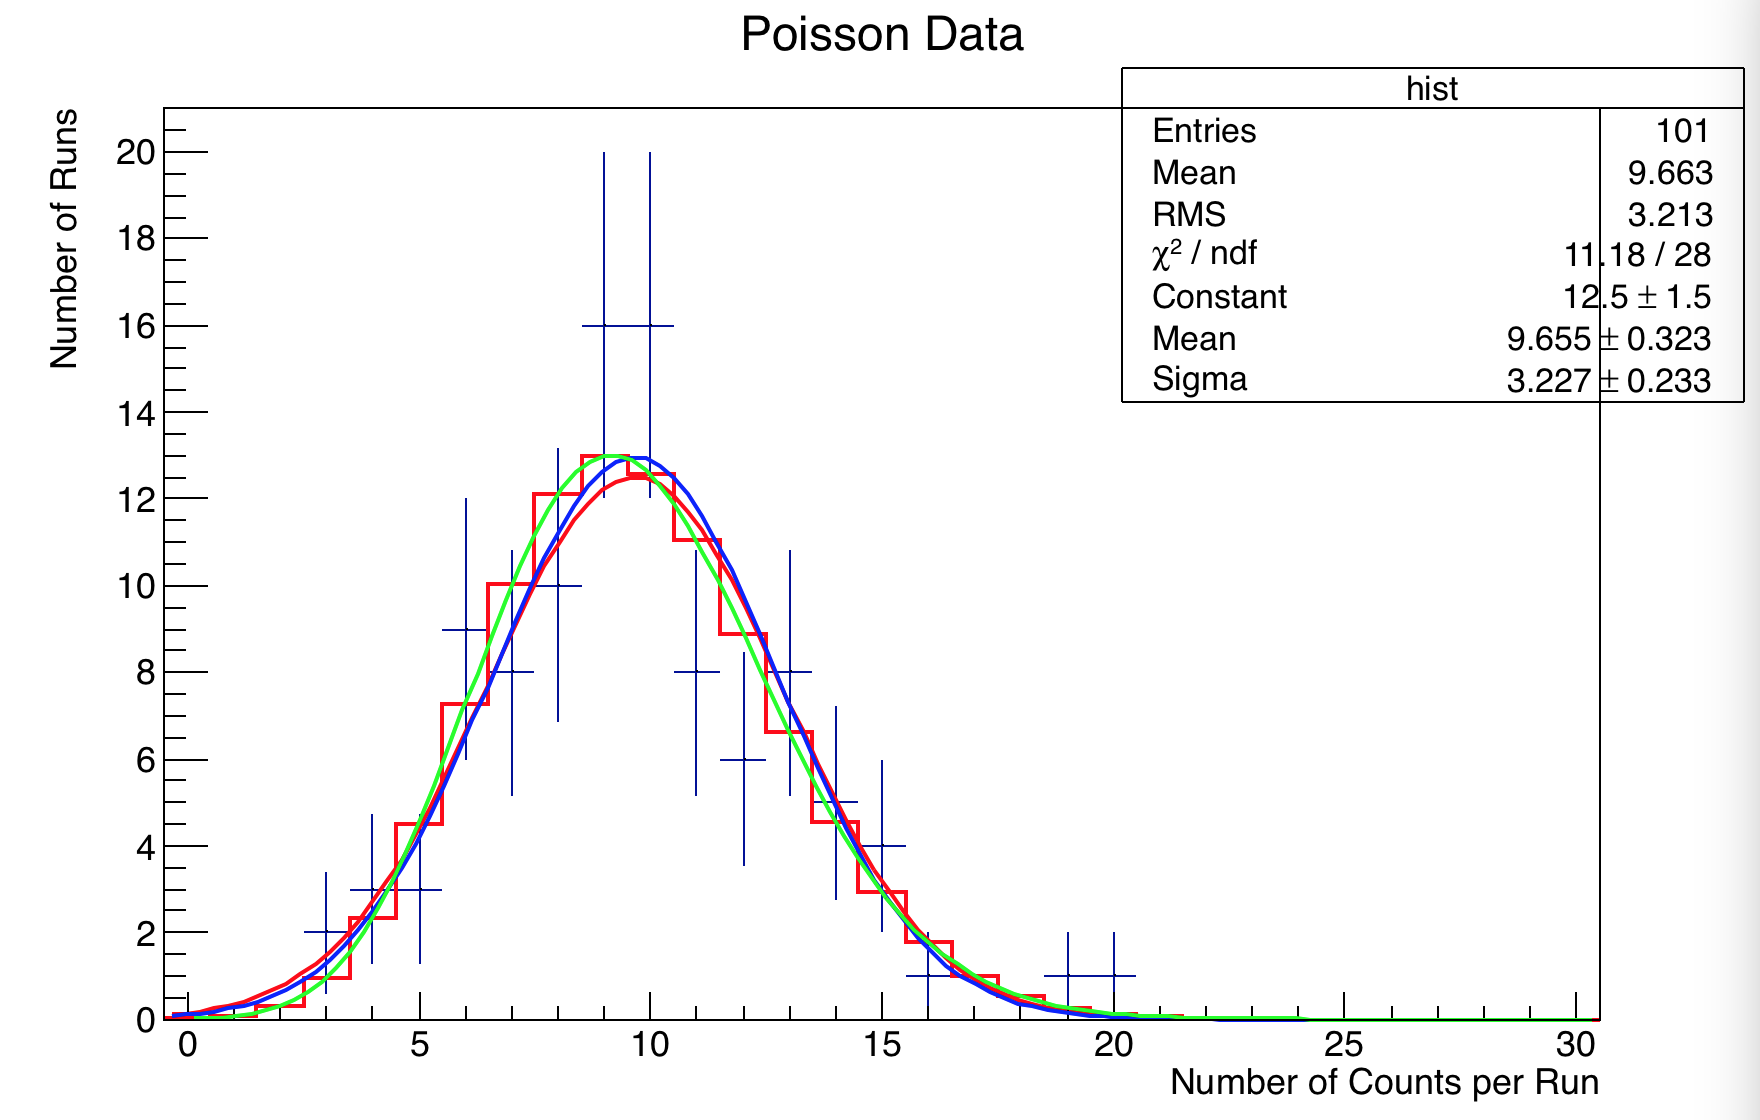 Poisson Data
hist
Entries 101
Mean 9.663
RMS 3.213
χ² / ndf 11.18 / 28
Constant 12.5 ± 1.5
Mean 9.655 ± 0.323
Sigma 3.227 ± 0.233
Number of Runs
20
18
16
14
12
10
8
6
4
2
0
0 5 10 15 20 25 30
Number of Counts per Run